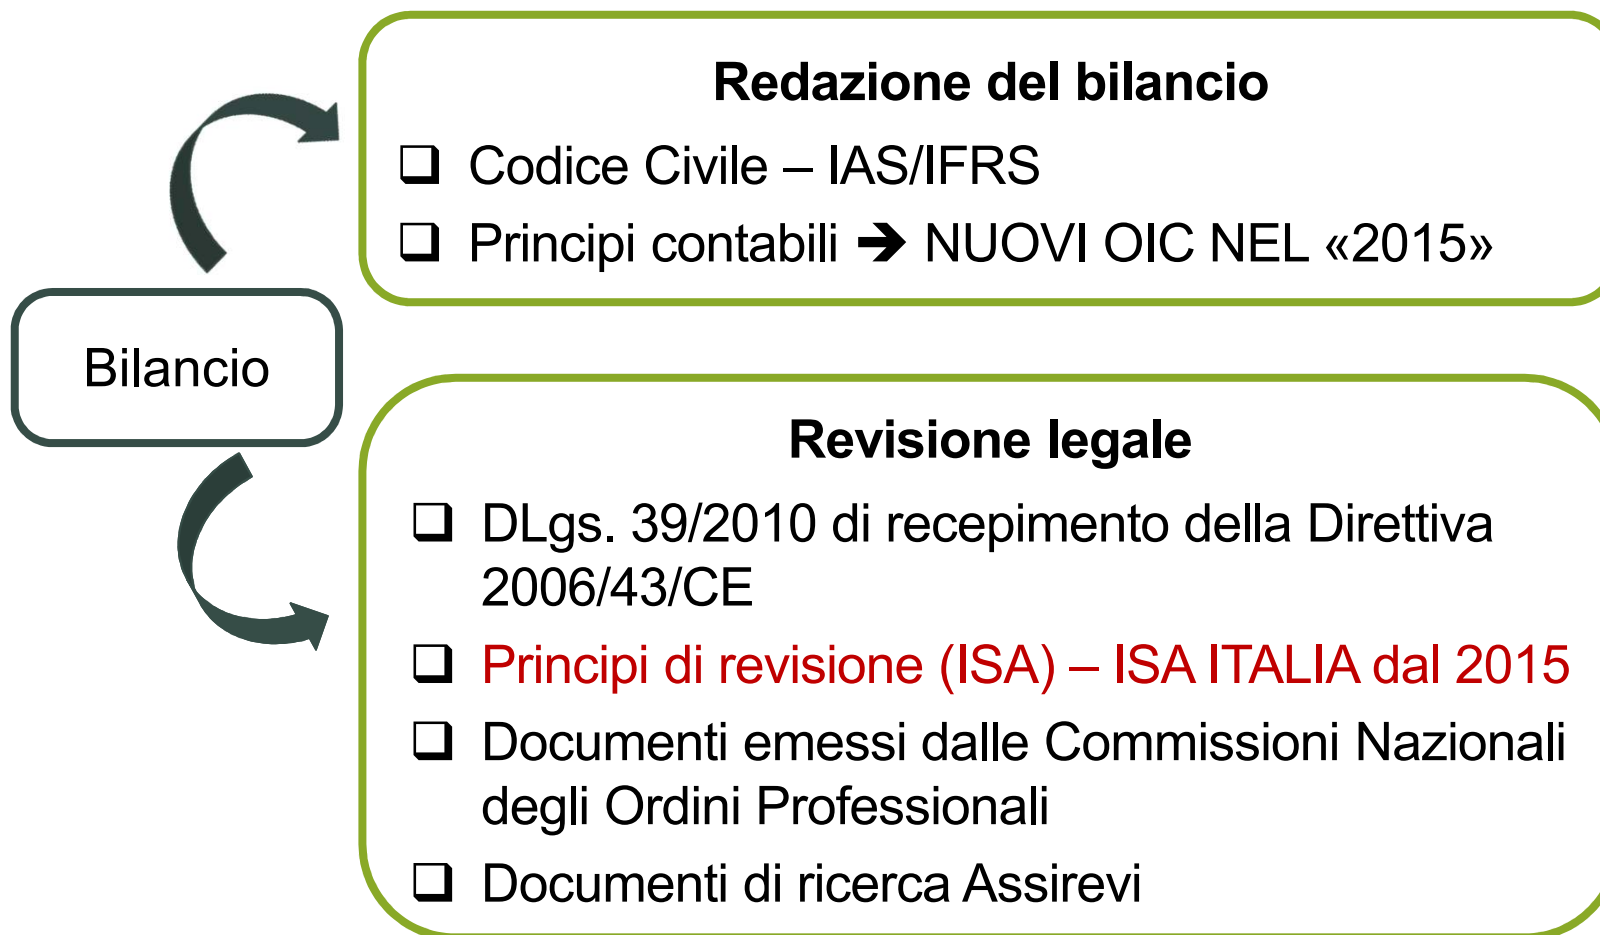 Redazione del bilancio
❑ Codice Civile – IAS/IFRS
❑ Principi contabili ➔ NUOVI OIC NEL «2015»
Bilancio
Revisione legale
❑ DLgs. 39/2010 di recepimento della Direttiva
2006/43/CE
❑ Principi di revisione (ISA) – ISA ITALIA dal 2015
❑ Documenti emessi dalle Commissioni Nazionali
degli Ordini Professionali
❑ Documenti di ricerca Assirevi